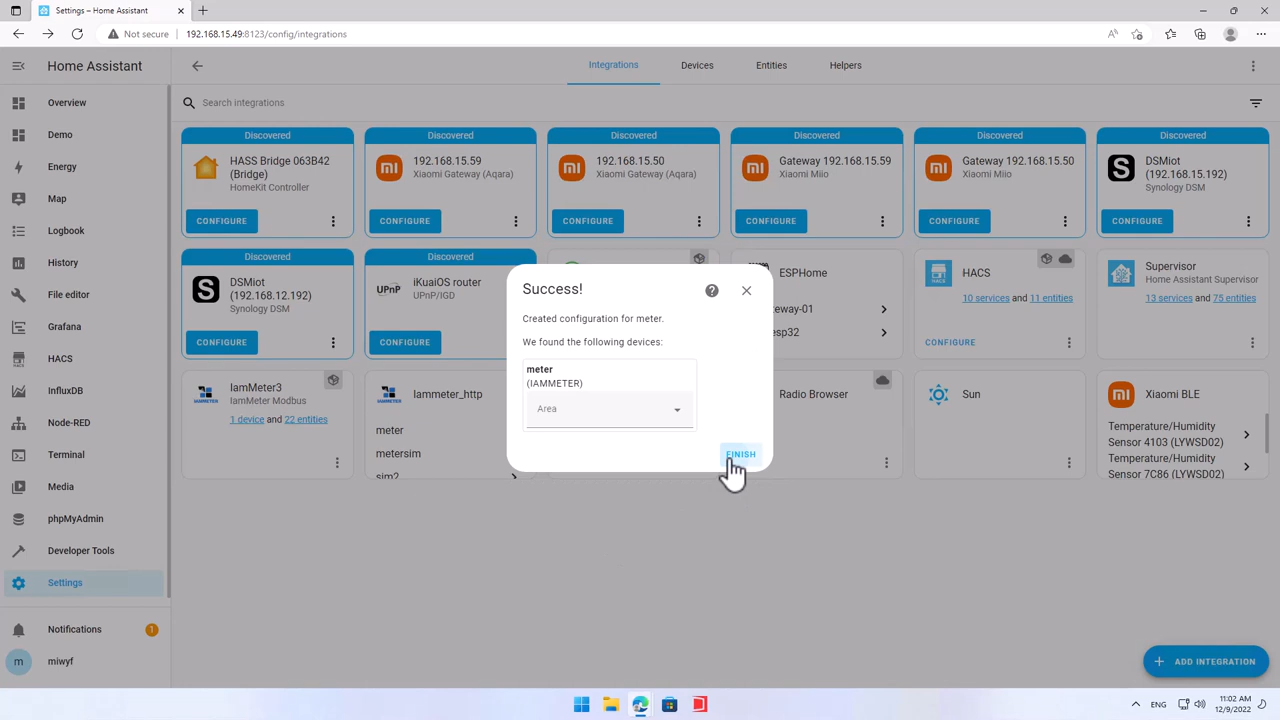 Settings – Home Assistant
Not secure
192.168.15.49:8123/config/integrations
Home Assistant
Integrations
Devices
Entities
Helpers
Overview
Demo
Energy
Map
Logbook
History
File editor
Grafana
HACS
InfluxDB
Node-RED
Terminal
Media
phpMyAdmin
Developer Tools
Settings
Notifications
1
m
miwyf
Search integrations
Discovered
HASS Bridge 063B42
(Bridge)
HomeKit Controller
CONFIGURE
Discovered
192.168.15.59
Xiaomi Gateway (Aqara)
CONFIGURE
Discovered
192.168.15.50
Xiaomi Gateway (Aqara)
CONFIGURE
Discovered
Gateway 192.168.15.59
Xiaomi Miio
CONFIGURE
Discovered
Gateway 192.168.15.50
Xiaomi Miio
CONFIGURE
Discovered
DSMiot
(192.168.15.192)
Synology DSM
CONFIGURE
Discovered
DSMiot
(192.168.12.192)
Synology DSM
CONFIGURE
Discovered
UPnP
iKuaiOS router
UPnP/IGD
CONFIGURE
ESPHome
teway-01
esp32
HACS
10 services and 11 entities
CONFIGURE
Supervisor
Home Assistant Supervisor
13 services and 75 entities
IAMMETER
IamMeter3
IamMeter Modbus
1 device and 22 entities
IAMMETER
Iammeter_http
meter
metersim
sim2
Radio Browser
Sun
Xiaomi BLE
Temperature/Humidity
Sensor 4103 (LYWSD02)
Temperature/Humidity
Sensor 7C86 (LYWSD02)
Success!
Created configuration for meter.
We found the following devices:
meter
(IAMMETER)
Area
FINISH
ADD INTEGRATION
ENG
11:02 AM
12/9/2022